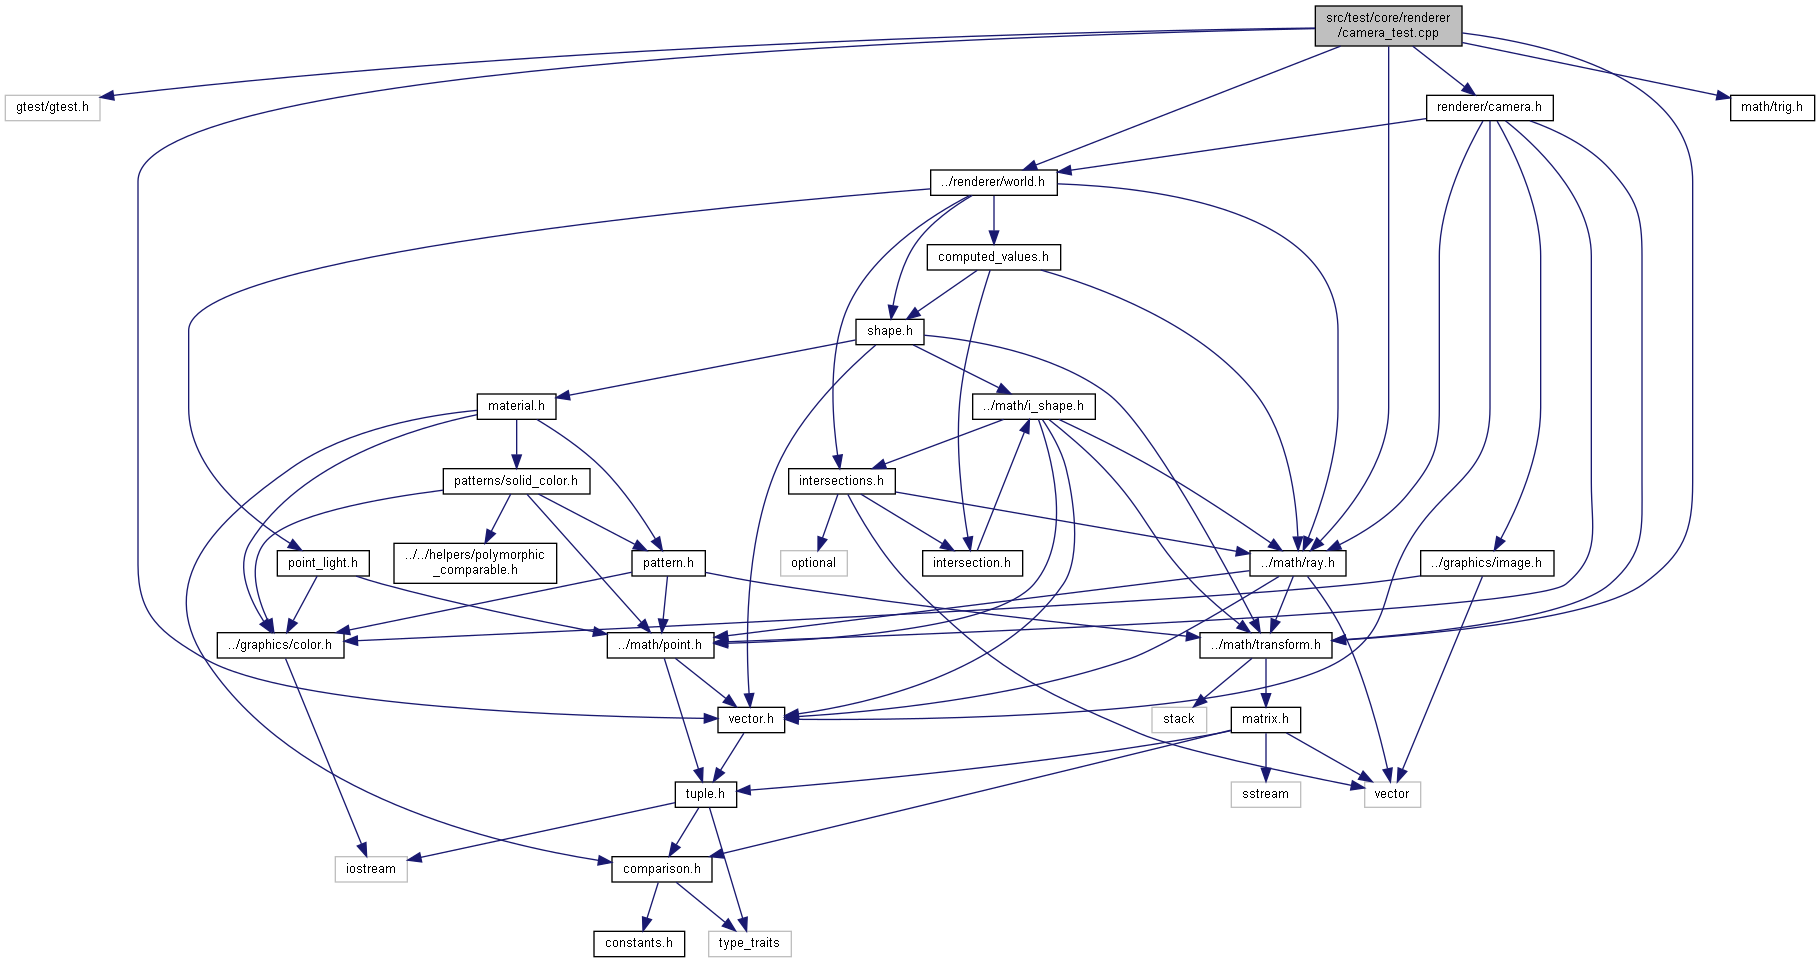 src/test/core/renderer
/camera_test.cpp
gtest/gtest.h
renderer/camera.h
math/trig.h
../renderer/world.h
computed_values.h
shape.h
material.h
../math/i_shape.h
patterns/solid_color.h
intersections.h
point_light.h
../../helpers/polymorphic
_comparable.h
pattern.h
optional
intersection.h
../math/ray.h
../graphics/image.h
../graphics/color.h
../math/point.h
../math/transform.h
vector.h
stack
matrix.h
tuple.h
sstream
vector
iostream
comparison.h
constants.h
type_traits